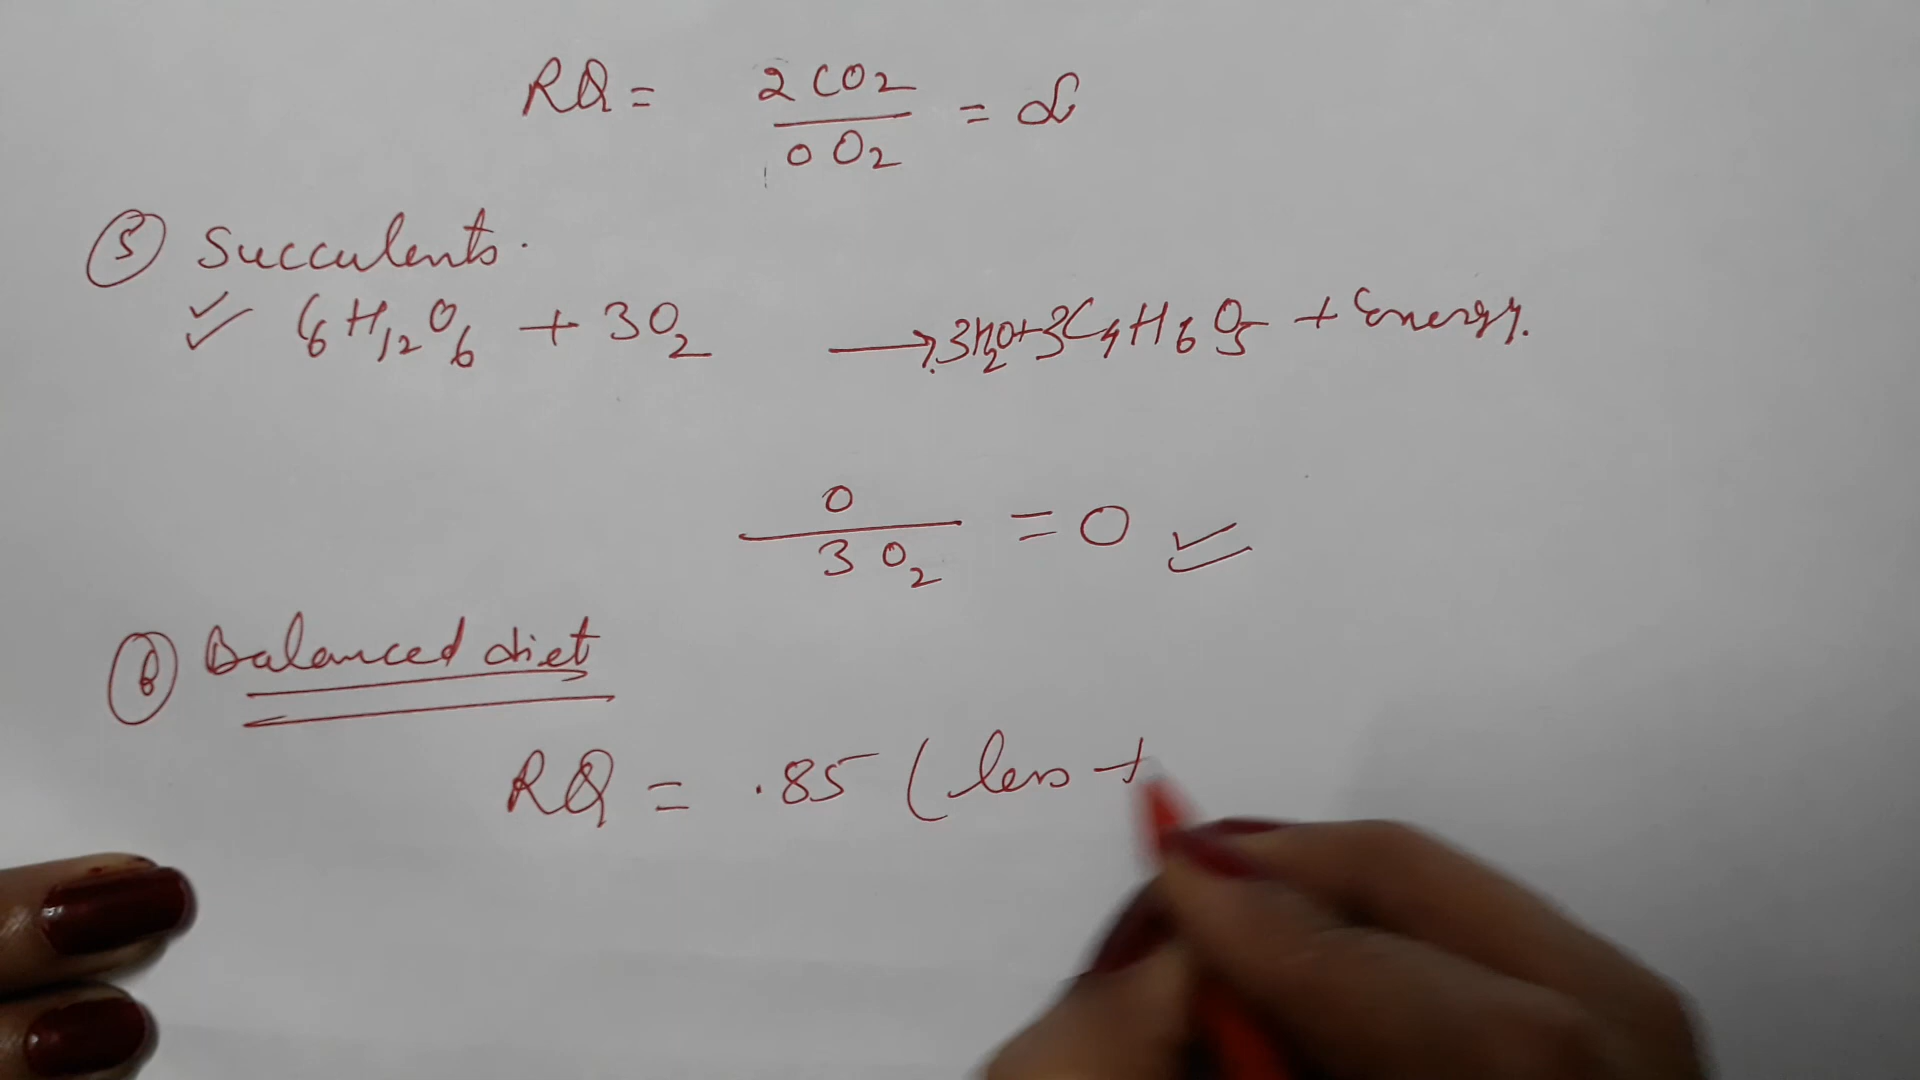 RQ = 2CO2 / 0O2 = ∞
⑤ Succulents.
C6H12O6 + 3O2 → 3H2O + 3C4H6O5 + Energy.
0 / 3O2 = 0
⑥ Balanced diet
RQ = .85 ( less t